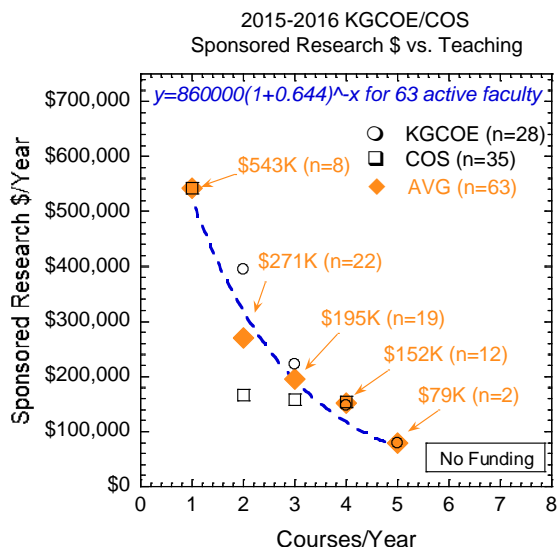 2015-2016 KGCOE/COS
Sponsored Research $ vs. Teaching
y=860000(1+0.644)^-x for 63 active faculty
KGCOE (n=28)
COS (n=35)
AVG (n=63)
$543K (n=8)
$271K (n=22)
$195K (n=19)
$152K (n=12)
$79K (n=2)
No Funding
Sponsored Research $/Year
$700,000
$600,000
$500,000
$400,000
$300,000
$200,000
$100,000
$0
0 1 2 3 4 5 6 7 8
Courses/Year